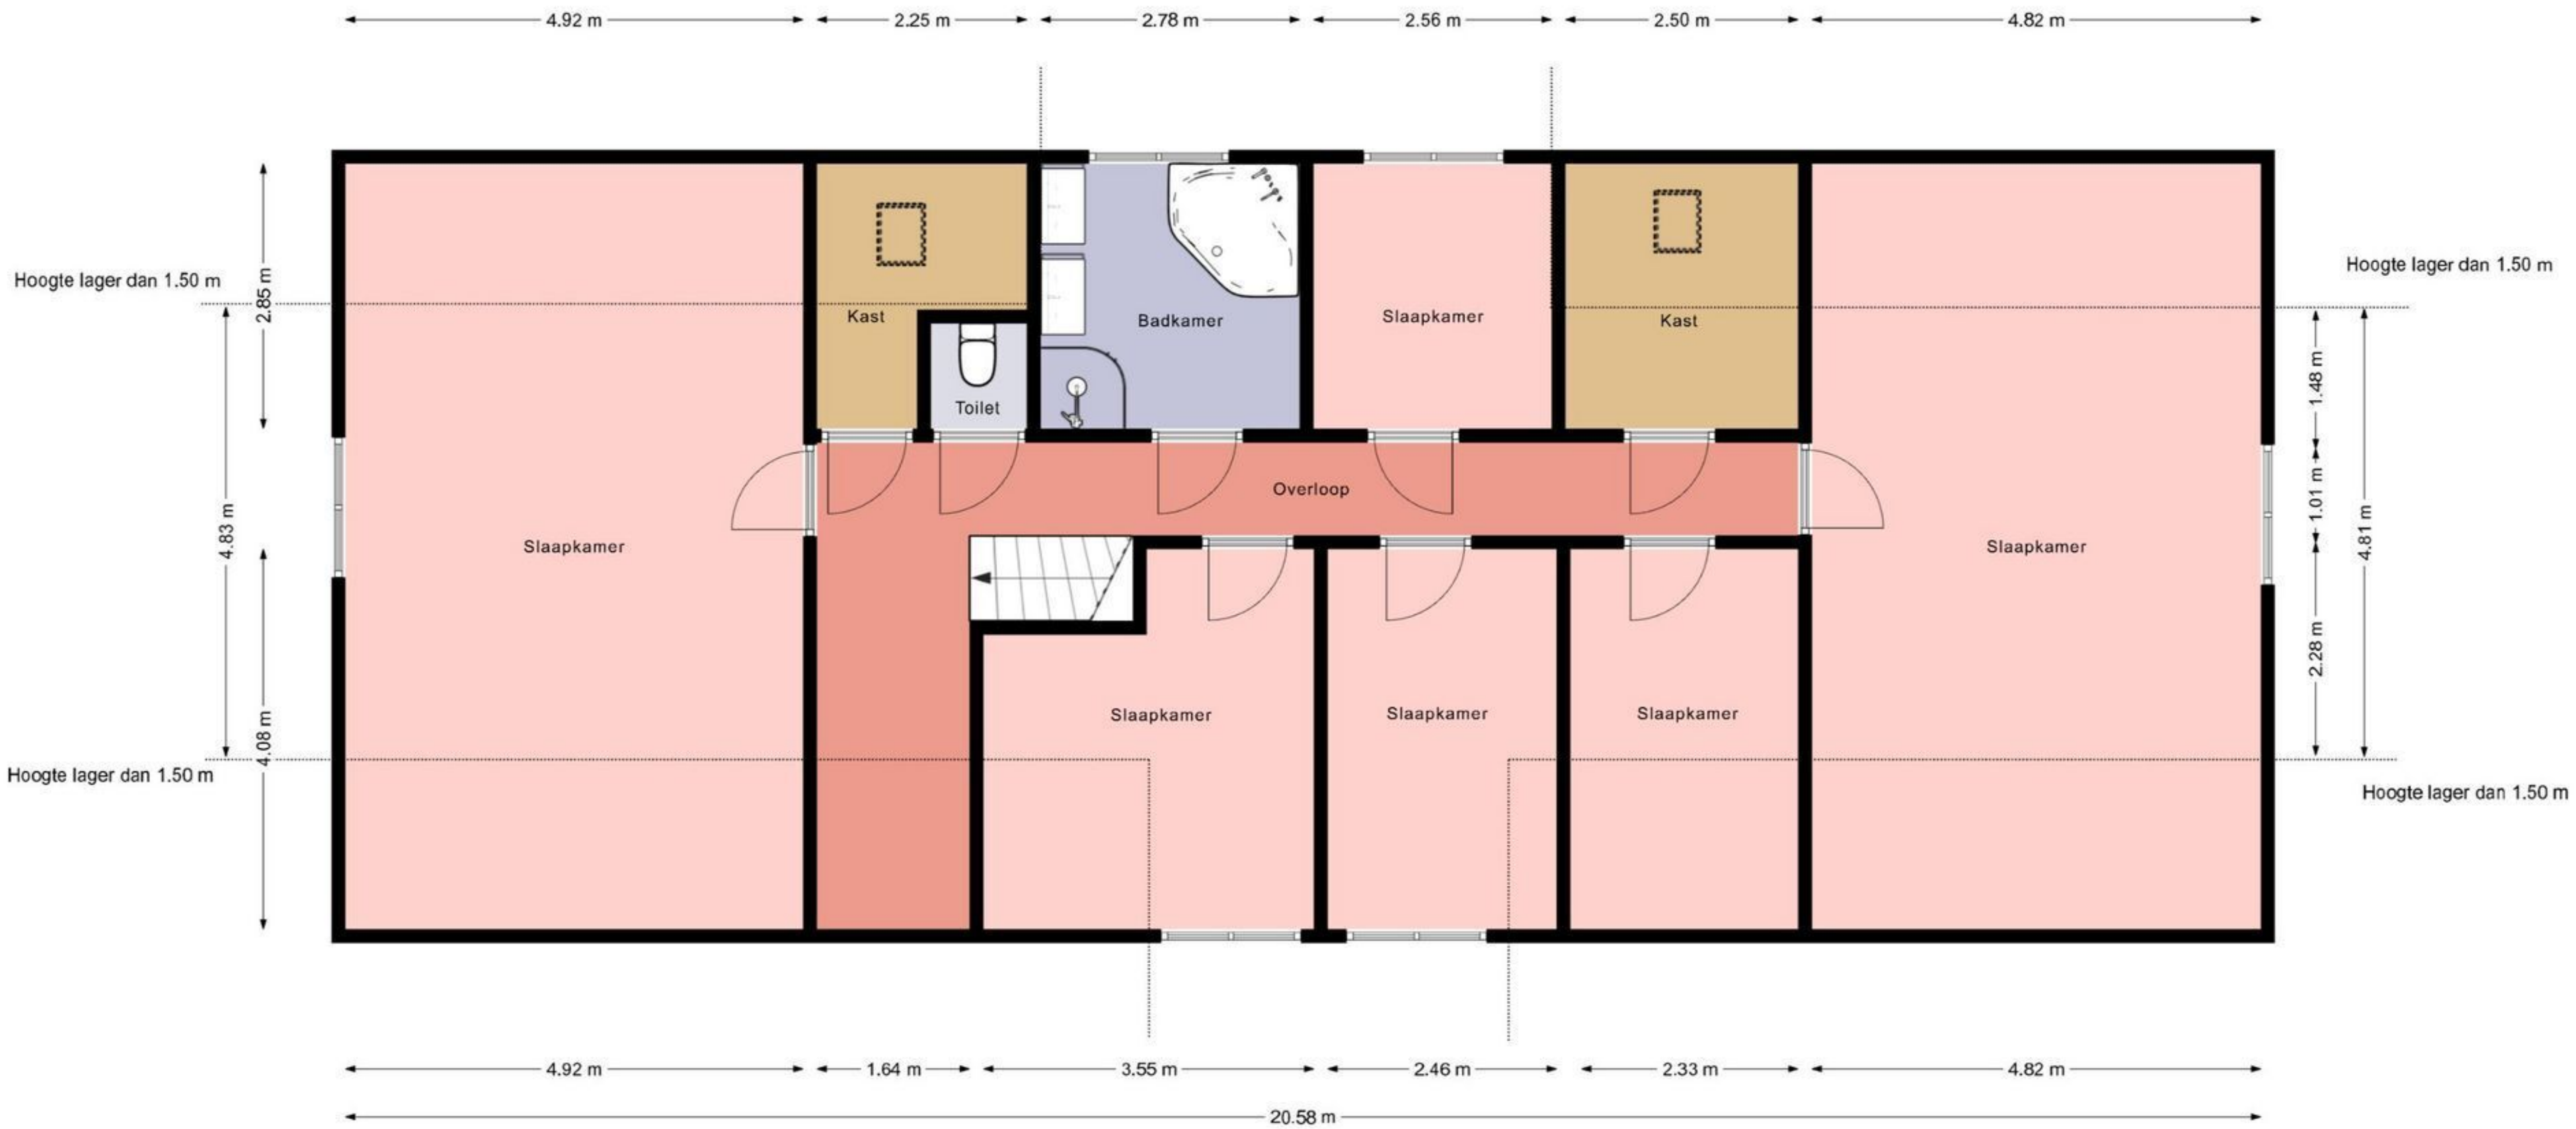 4.92 m
2.25 m
2.78 m
2.56 m
2.50 m
4.82 m
Hoogte lager dan 1.50 m
2.85 m
Kast
Toilet
Badkamer
Slaapkamer
Kast
Hoogte lager dan 1.50 m
1.48 m
1.01 m
2.28 m
4.81 m
4.83 m
4.08 m
Overloop
Slaapkamer
Slaapkamer
Slaapkamer
Slaapkamer
Slaapkamer
Hoogte lager dan 1.50 m
Hoogte lager dan 1.50 m
4.92 m
1.64 m
3.55 m
2.46 m
2.33 m
4.82 m
20.58 m